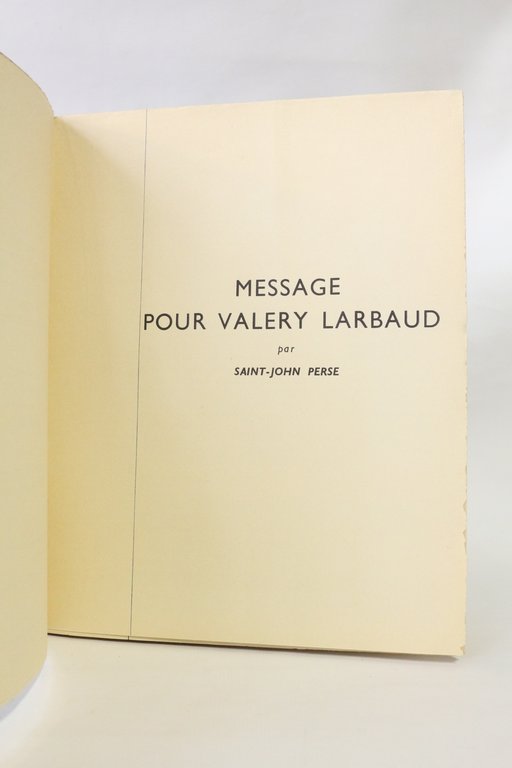 MESSAGE
POUR VALERY LARBAUD
par
SAINT-JOHN PERSE